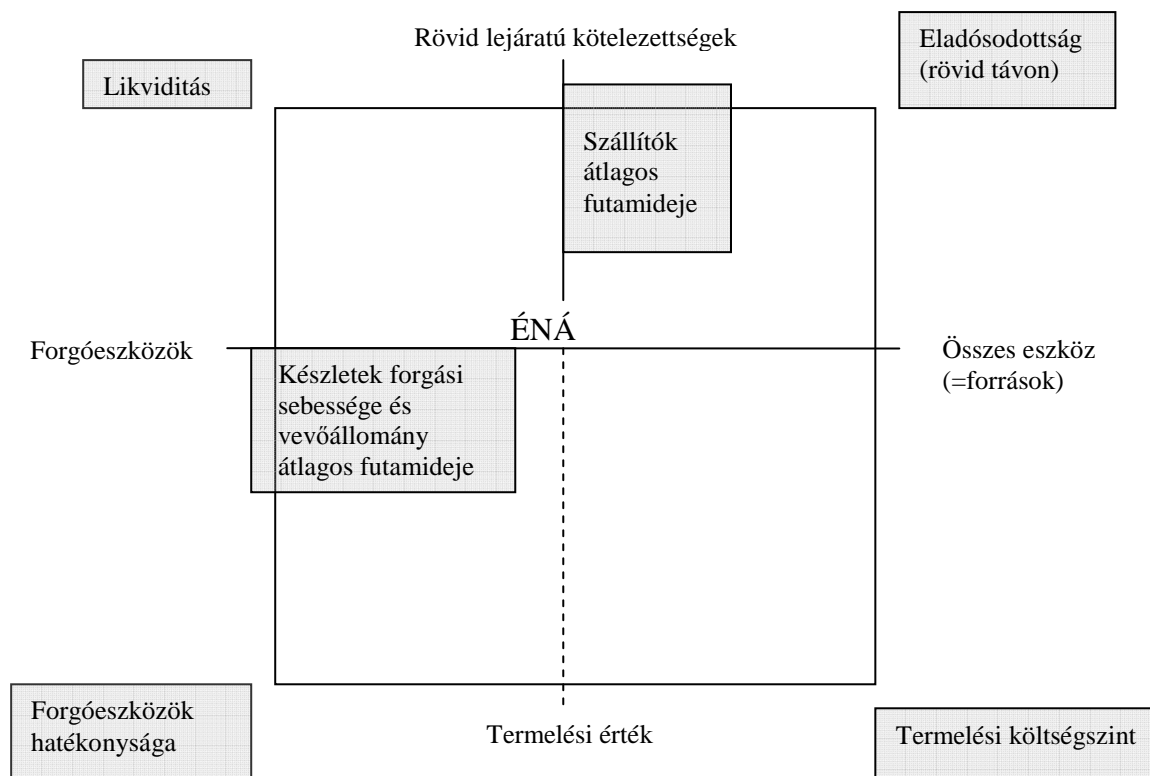 Rövid lejáratú kötelezettségek
Eladósodottság
(rövid távon)
Likviditás
Szállítók
átlagos
futamideje
ÉNÁ
Forgóeszközök
Összes eszköz
(=források)
Készletek forgási
sebessége és
vevőállomány
átlagos futamideje
Forgóeszközök
hatékonysága
Termelési érték
Termelési költségszint